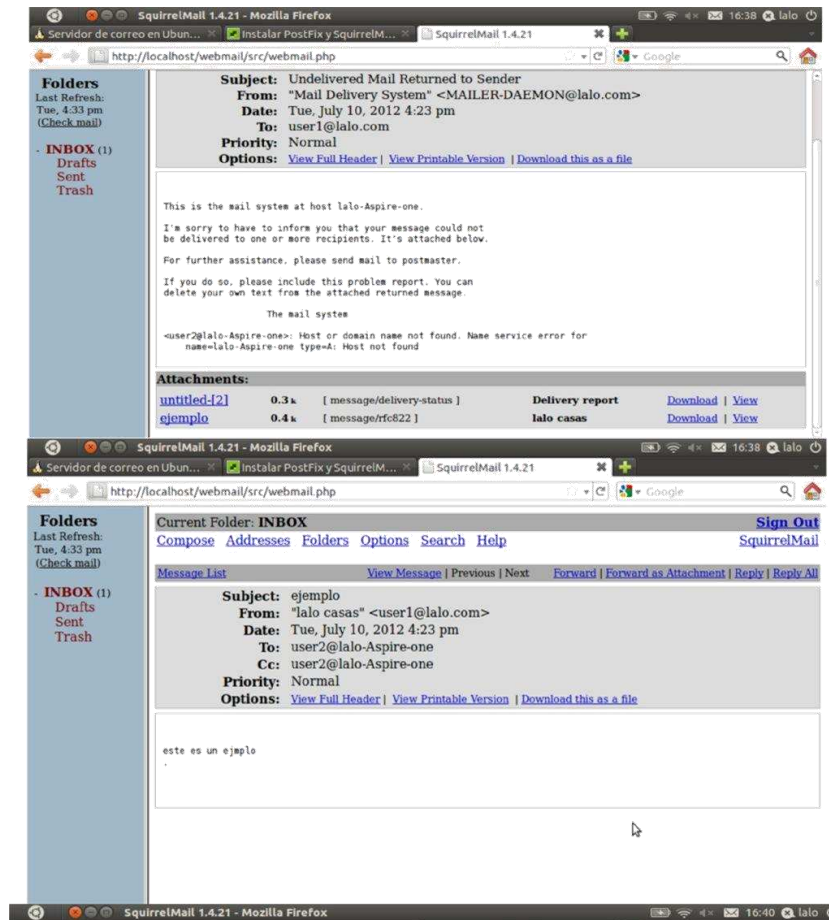 SquirrelMail 1.4.21 - Mozilla Firefox 16:38 lalo
Servidor de correo en Ubun... Instalar PostFix y SquirrelM... SquirrelMail 1.4.21
http://localhost/webmail/src/webmail.php Google
Folders
Last Refresh:
Tue, 4:33 pm
(Check mail)
- INBOX (1)
Drafts
Sent
Trash
Subject: Undelivered Mail Returned to Sender
From: "Mail Delivery System" <MAILER-DAEMON@lalo.com>
Date: Tue, July 10, 2012 4:23 pm
To: user1@lalo.com
Priority: Normal
Options: View Full Header | View Printable Version | Download this as a file
This is the mail system at host lalo-Aspire-one.
I'm sorry to have to inform you that your message could not
be delivered to one or more recipients. It's attached below.
For further assistance, please send mail to postmaster.
If you do so, please include this problem report. You can
delete your own text from the attached returned message.
The mail system
<user2@lalo-Aspire-one>: Host or domain name not found. Name service error for
name=lalo-Aspire-one type=A: Host not found
Attachments:
untitled-[2] 0.3 k [ message/delivery-status ] Delivery report Download | View
ejemplo 0.4 k [ message/rfc822 ] lalo casas Download | View
SquirrelMail 1.4.21 - Mozilla Firefox 16:38 lalo
Servidor de correo en Ubun... Instalar PostFix y SquirrelM... SquirrelMail 1.4.21
http://localhost/webmail/src/webmail.php Google
Folders
Last Refresh:
Tue, 4:33 pm
(Check mail)
- INBOX (1)
Drafts
Sent
Trash
Current Folder: INBOX Sign Out
Compose Addresses Folders Options Search Help SquirrelMail
Message List View Message | Previous | Next Forward | Forward as Attachment | Reply | Reply All
Subject: ejemplo
From: "lalo casas" <user1@lalo.com>
Date: Tue, July 10, 2012 4:23 pm
To: user2@lalo-Aspire-one
Cc: user2@lalo-Aspire-one
Priority: Normal
Options: View Full Header | View Printable Version | Download this as a file
este es un ejmplo
.
SquirrelMail 1.4.21 - Mozilla Firefox 16:40 lalo